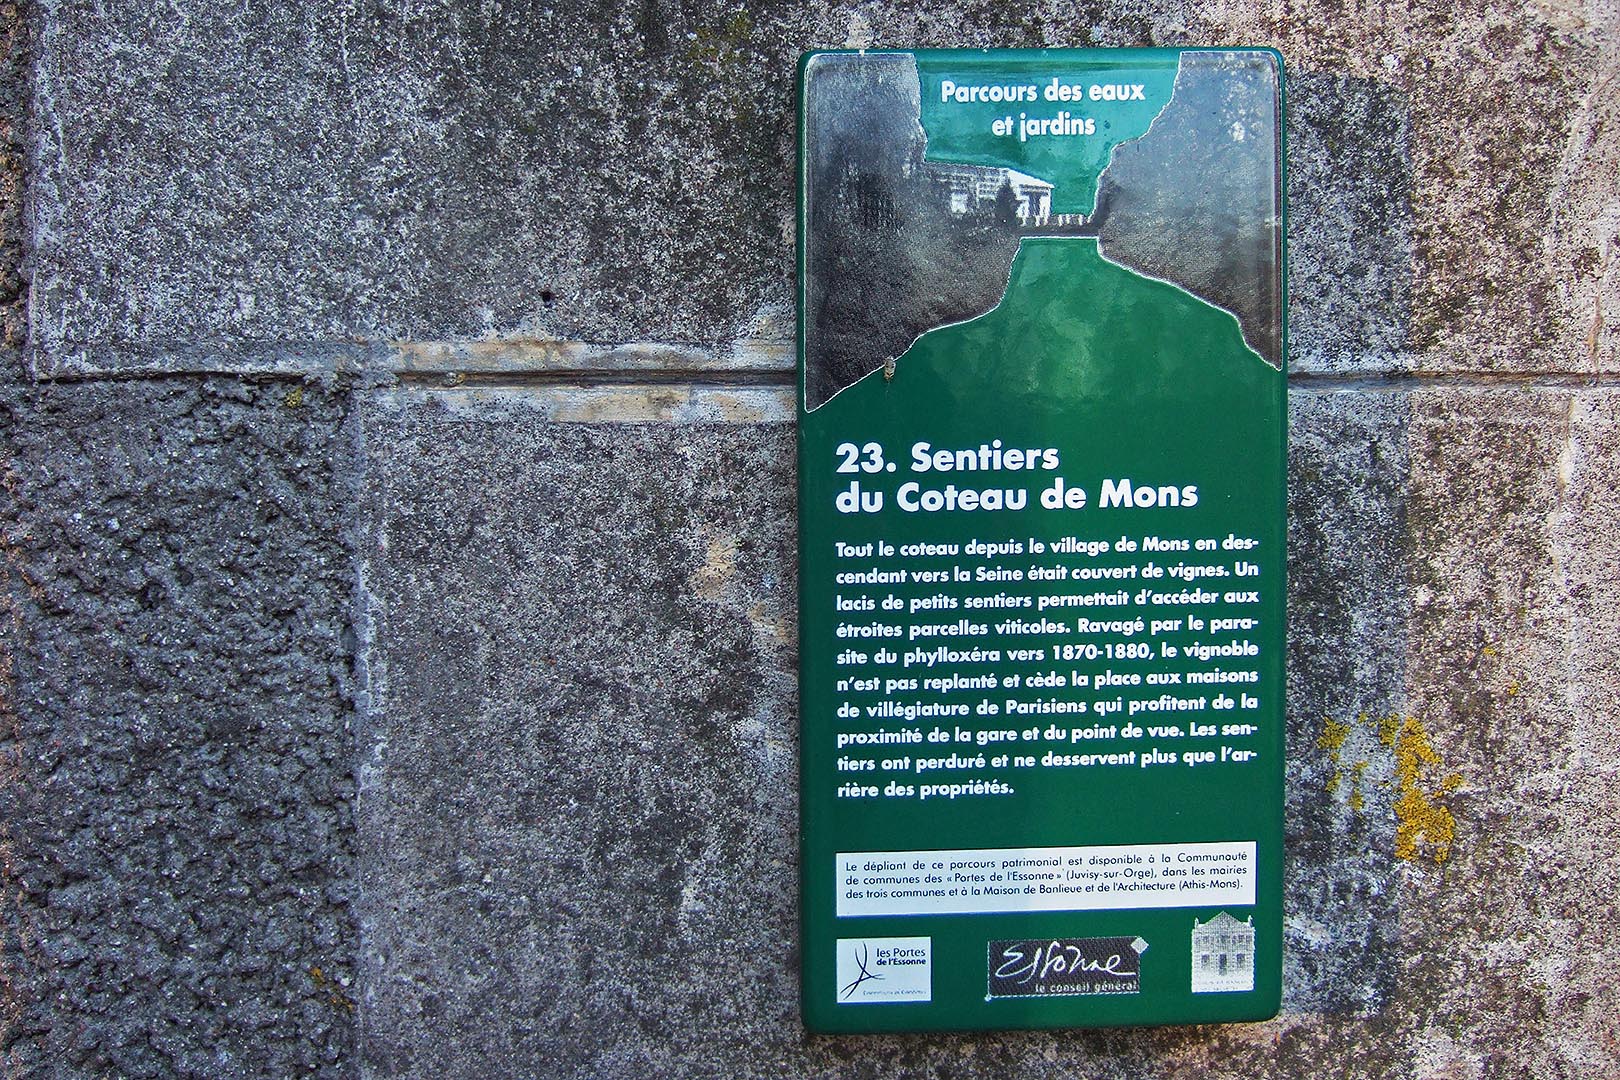 Parcours des eaux
et jardins
23. Sentiers
du Coteau de Mons
Tout le coteau depuis le village de Mons en des-
cendant vers la Seine était couvert de vignes. Un
lacis de petits sentiers permettait d'accéder aux
étroites parcelles viticoles. Ravagé par le para-
site du phylloxéra vers 1870-1880, le vignoble
n'est pas replanté et cède la place aux maisons
de villégiature de Parisiens qui profitent de la
proximité de la gare et du point de vue. Les sen-
tiers ont perduré et ne desservent plus que l'ar-
rière des propriétés.
Le dépliant de ce parcours patrimonial est disponible à la Communauté
de communes des « Portes de l'Essonne » (Juvisy-sur-Orge), dans les mairies
des trois communes et à la Maison de Banlieue et de l'Architecture (Athis-Mons).
les Portes
de l'Essonne
Essonne
le conseil général